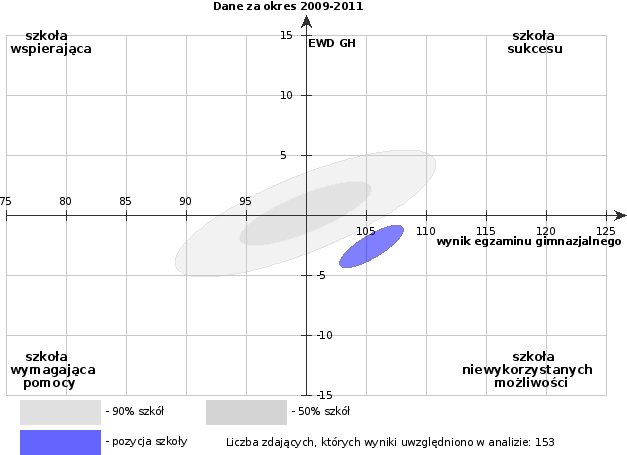 Dane za okres 2009-2011
szkoła
wspierająca
szkoła
sukcesu
EWD GH
15
10
5
75 80 85 90 95 105 110 115 120 125
wynik egzaminu gimnazjalnego
-5
-10
-15
szkoła
wymagająca
pomocy
szkoła
niewykorzystanych
możliwości
- 90% szkół
- 50% szkół
- pozycja szkoły
Liczba zdających, których wyniki uwzględniono w analizie: 153